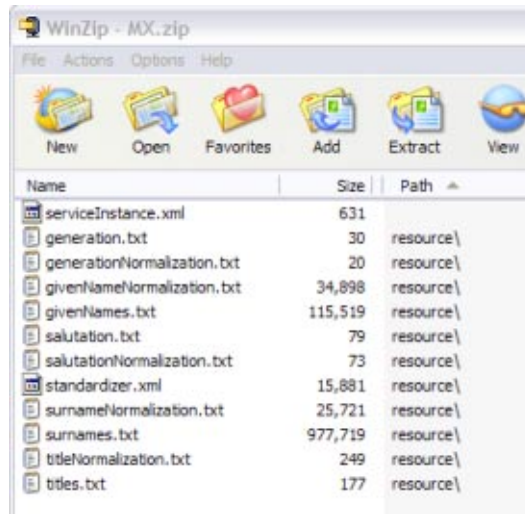 WinZip - MX.zip
File Actions Options Help
New Open Favorites Add Extract View
Name Size Path
serviceInstance.xml 631
generation.txt 30 resource\
generationNormalization.txt 20 resource\
givenNameNormalization.txt 34,898 resource\
givenNames.txt 115,519 resource\
salutation.txt 79 resource\
salutationNormalization.txt 73 resource\
standardizer.xml 15,881 resource\
surnameNormalization.txt 25,721 resource\
surnames.txt 977,719 resource\
titleNormalization.txt 249 resource\
titles.txt 177 resource\